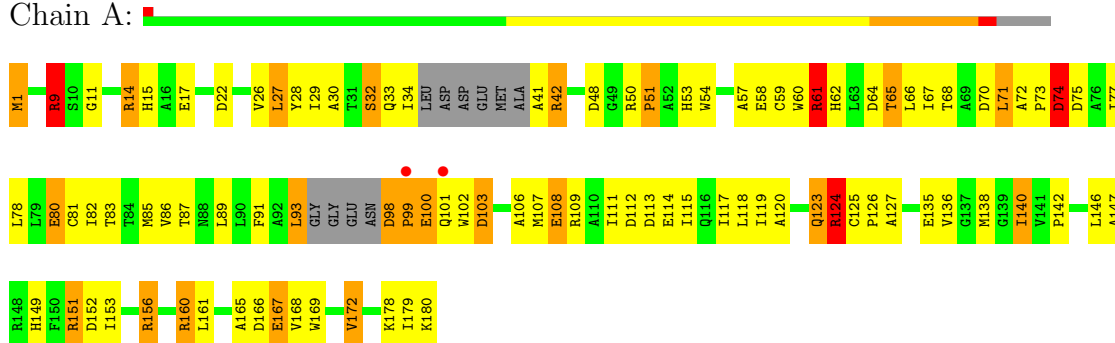 Chain A:
M1 R9 S10 G11 R14 H15 A16 E17 D22 V26 L27 Y28 I29 A30 T31 S32 Q33 I34 LEU ASP ASP GLU MET ALA A41 R42 D48 G49 R50 P51 A52 H53 W54 A57 E58 C59 W60 R61 H62 L63 D64 T65 L66 I67 T68 A69 D70 L71 A72 P73 D74 D75 A76 I77
L78 L79 E80 C81 I82 T83 T84 M85 V86 T87 N88 L89 L90 F91 A92 L93 GLY GLY GLU ASN D98 P99 E100 Q101 W102 D103 A106 M107 E108 R109 A110 I111 D112 D113 E114 I115 Q116 I117 L118 I119 A120 Q123 R124 C125 P126 A127 E135 V136 G137 M138 G139 I140 V141 P142 L146 A147
R148 H149 F150 R151 D152 I153 R156 R160 L161 A165 D166 E167 V168 W169 V172 K178 I179 K180